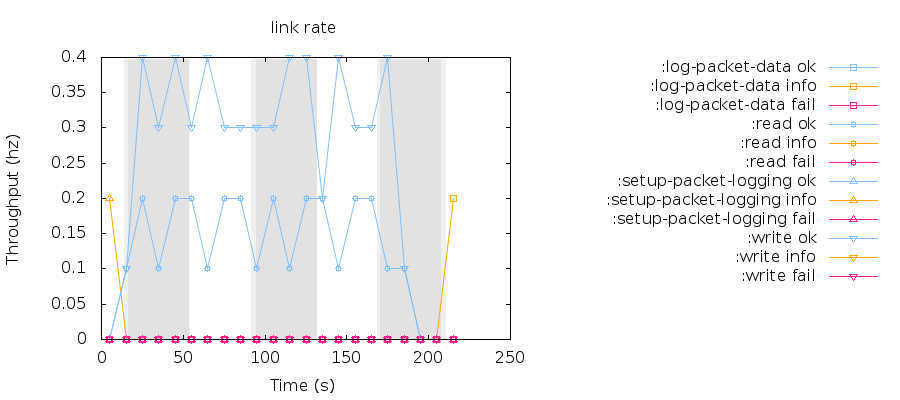 link rate
Throughput (hz)
0.4
0.35
0.3
0.25
0.2
0.15
0.1
0.05
0
0 50 100 150 200 250
Time (s)
:log-packet-data ok
:log-packet-data info
:log-packet-data fail
:read ok
:read info
:read fail
:setup-packet-logging ok
:setup-packet-logging info
:setup-packet-logging fail
:write ok
:write info
:write fail